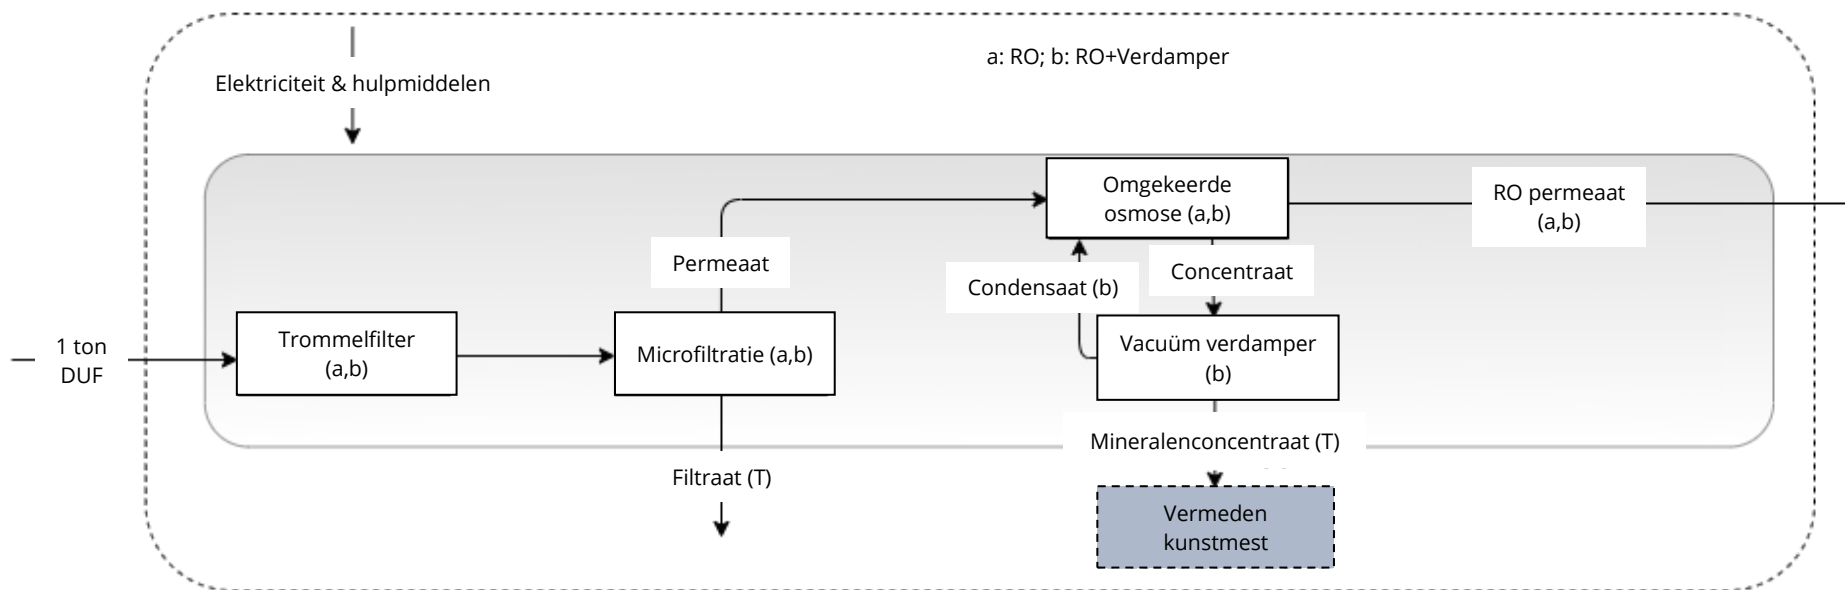 a: RO; b: RO+Verdamper
Elektriciteit & hulpmiddelen
Omgekeerde
osmose (a,b)
RO permeaat
(a,b)
Permeaat
Concentraat
Condensaat (b)
1 ton
DUF
Trommelfilter
(a,b)
Microfiltratie (a,b)
Vacuüm verdamper
(b)
Mineralenconcentraat (T)
Filtraat (T)
Vermeden
kunstmest